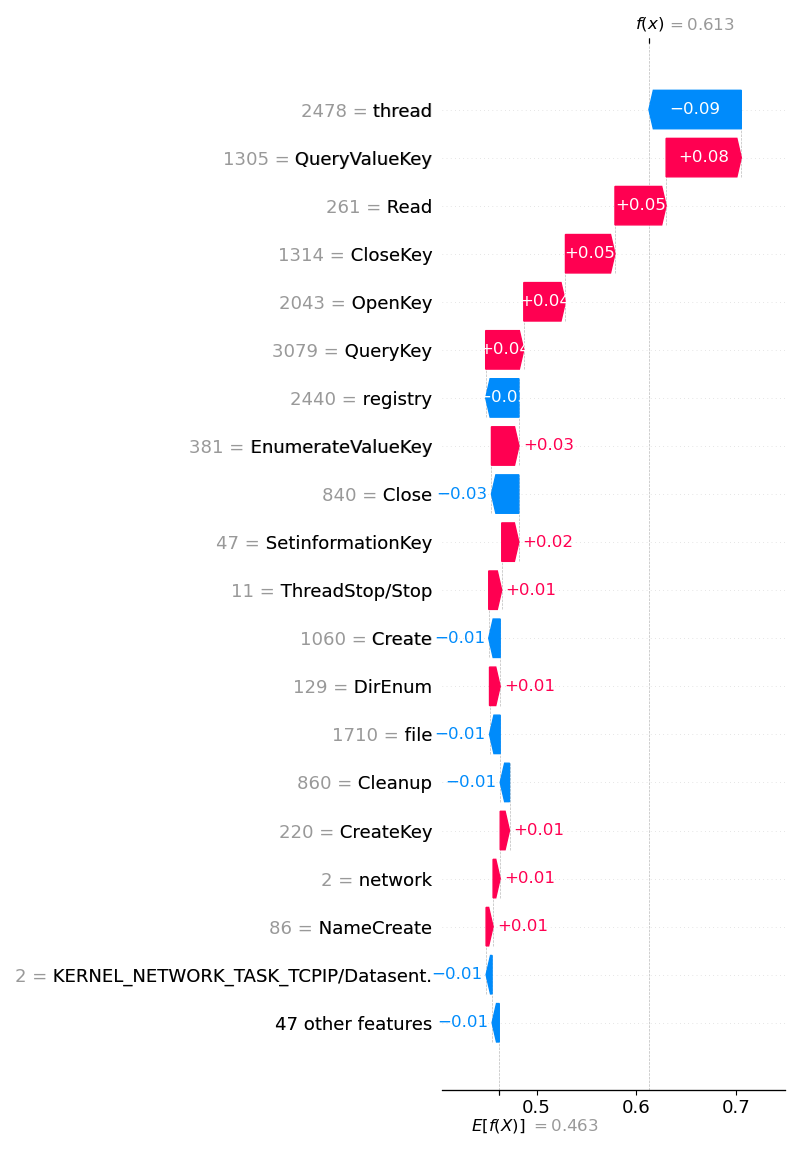 f(x) = 0.613
2478 = thread −0.09
1305 = QueryValueKey +0.08
261 = Read +0.05
1314 = CloseKey +0.05
2043 = OpenKey +0.04
3079 = QueryKey +0.04
2440 = registry −0.03
381 = EnumerateValueKey +0.03
840 = Close −0.03
47 = SetinformationKey +0.02
11 = ThreadStop/Stop +0.01
1060 = Create −0.01
129 = DirEnum +0.01
1710 = file −0.01
860 = Cleanup −0.01
220 = CreateKey +0.01
2 = network +0.01
86 = NameCreate +0.01
2 = KERNEL_NETWORK_TASK_TCPIP/Datasent. −0.01
47 other features −0.01
0.5 0.6 0.7
E[f(X)] = 0.463